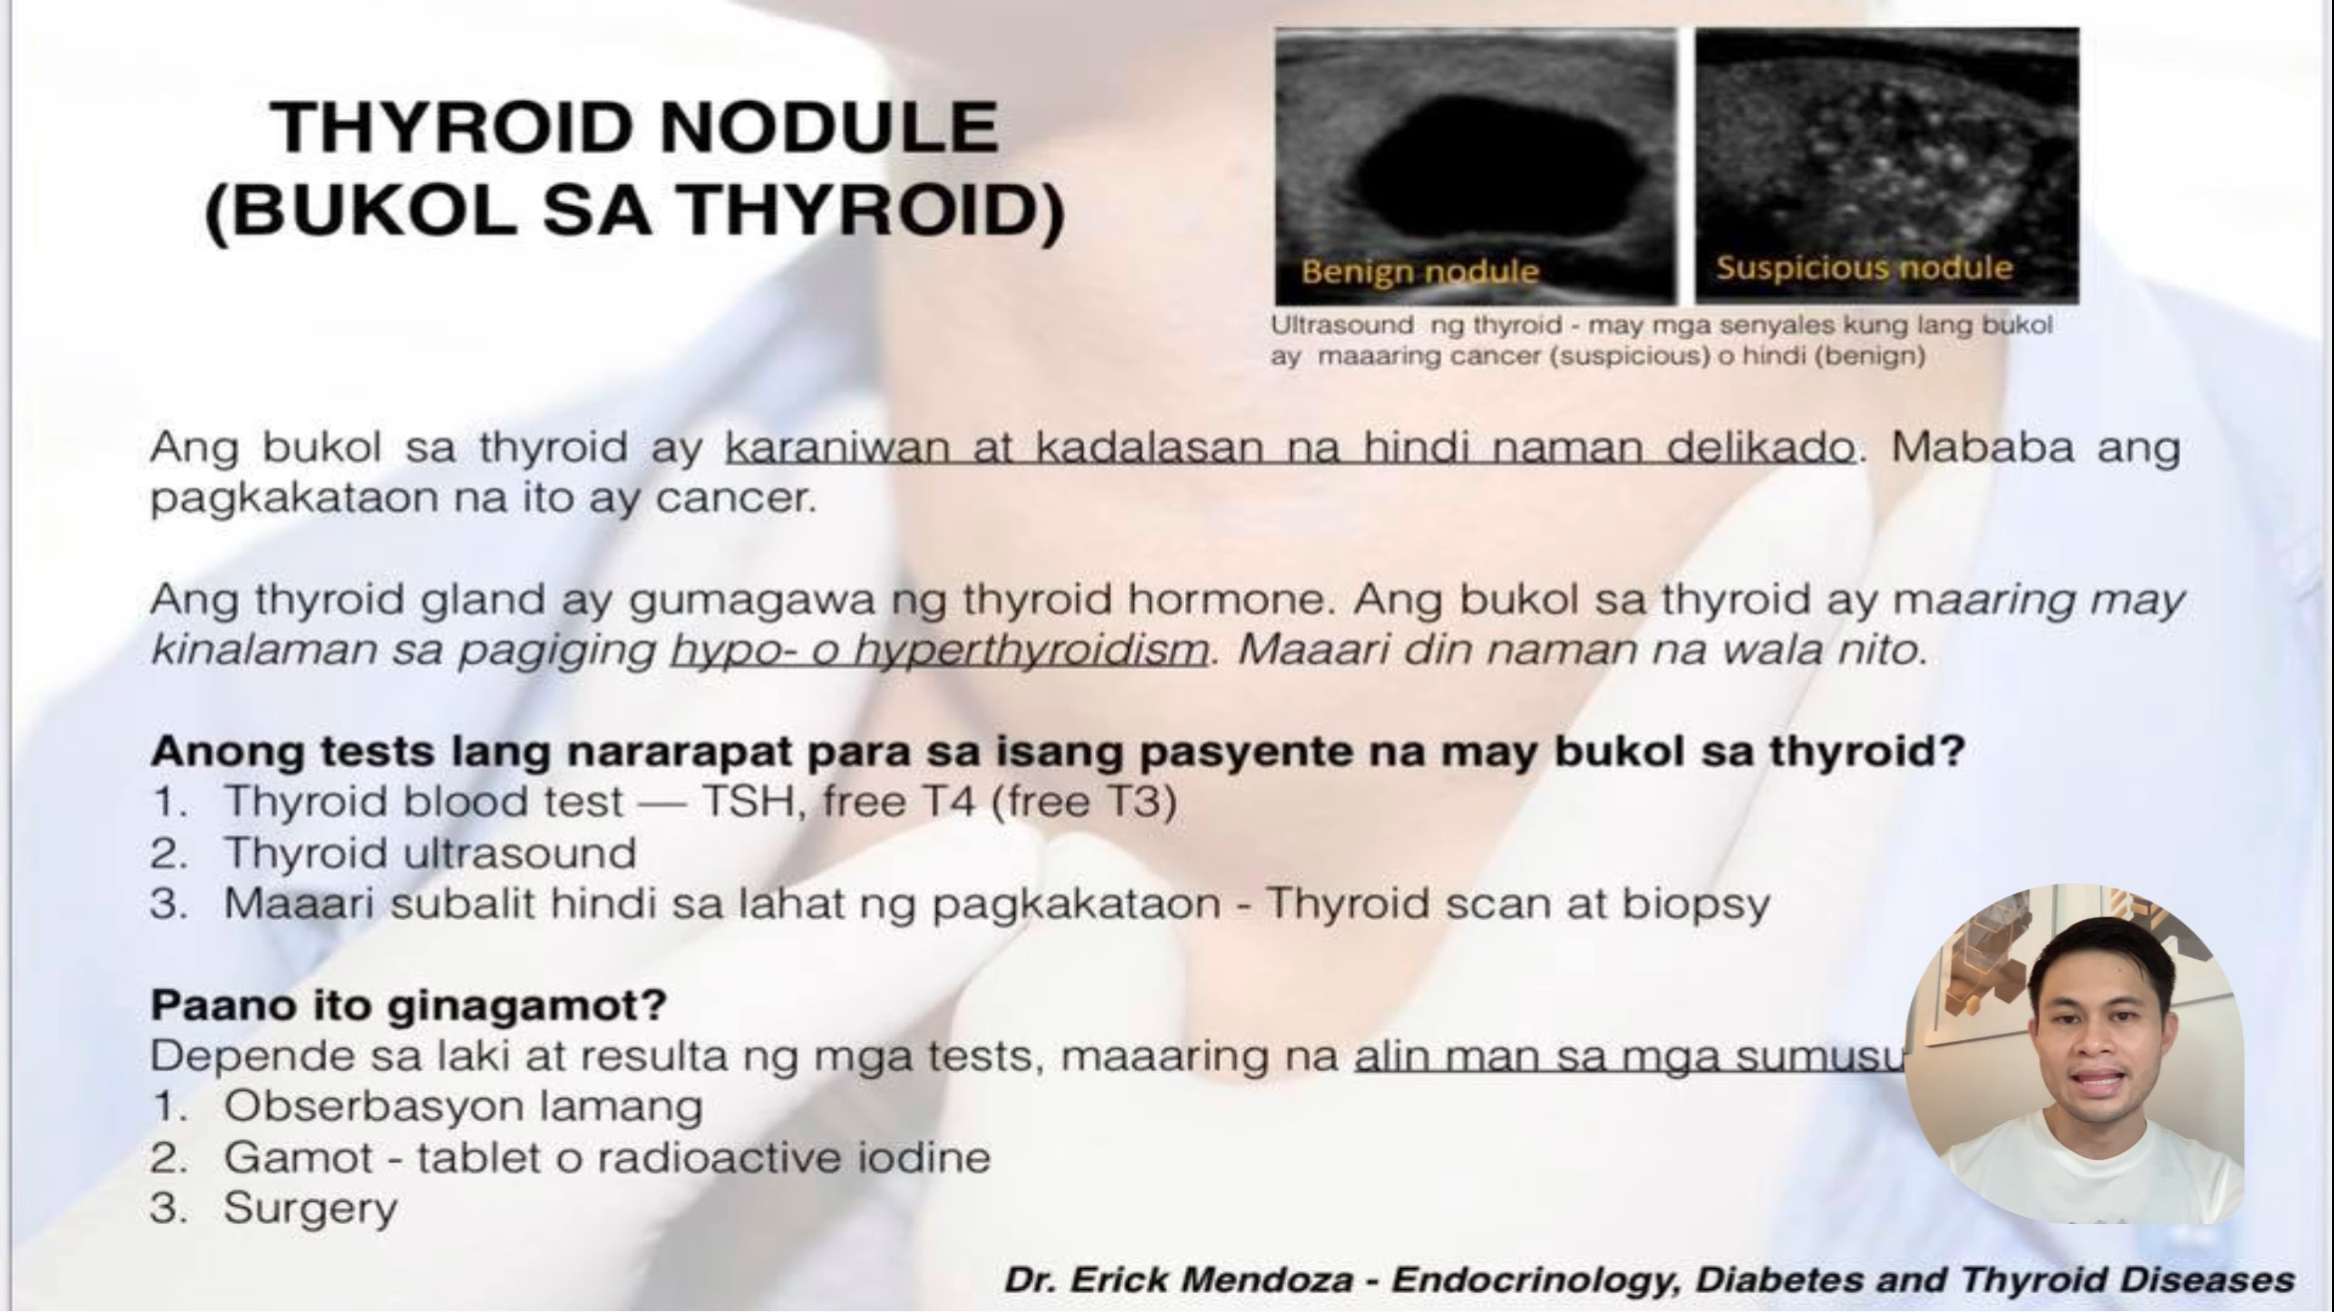 THYROID NODULE
(BUKOL SA THYROID)
Benign nodule
Suspicious nodule
Ultrasound ng thyroid - may mga senyales kung lang bukol
ay maaaring cancer (suspicious) o hindi (benign)
Ang bukol sa thyroid ay karaniwan at kadalasan na hindi naman delikado. Mababa ang
pagkakataon na ito ay cancer.
Ang thyroid gland ay gumagawa ng thyroid hormone. Ang bukol sa thyroid ay maaring may
kinalaman sa pagiging hypo- o hyperthyroidism. Maaari din naman na wala nito.
Anong tests lang nararapat para sa isang pasyente na may bukol sa thyroid?
1. Thyroid blood test — TSH, free T4 (free T3)
2. Thyroid ultrasound
3. Maaari subalit hindi sa lahat ng pagkakataon - Thyroid scan at biopsy
Paano ito ginagamot?
Depende sa laki at resulta ng mga tests, maaaring na alin man sa mga sumusu
1. Obserbasyon lamang
2. Gamot - tablet o radioactive iodine
3. Surgery
Dr. Erick Mendoza - Endocrinology, Diabetes and Thyroid Diseases